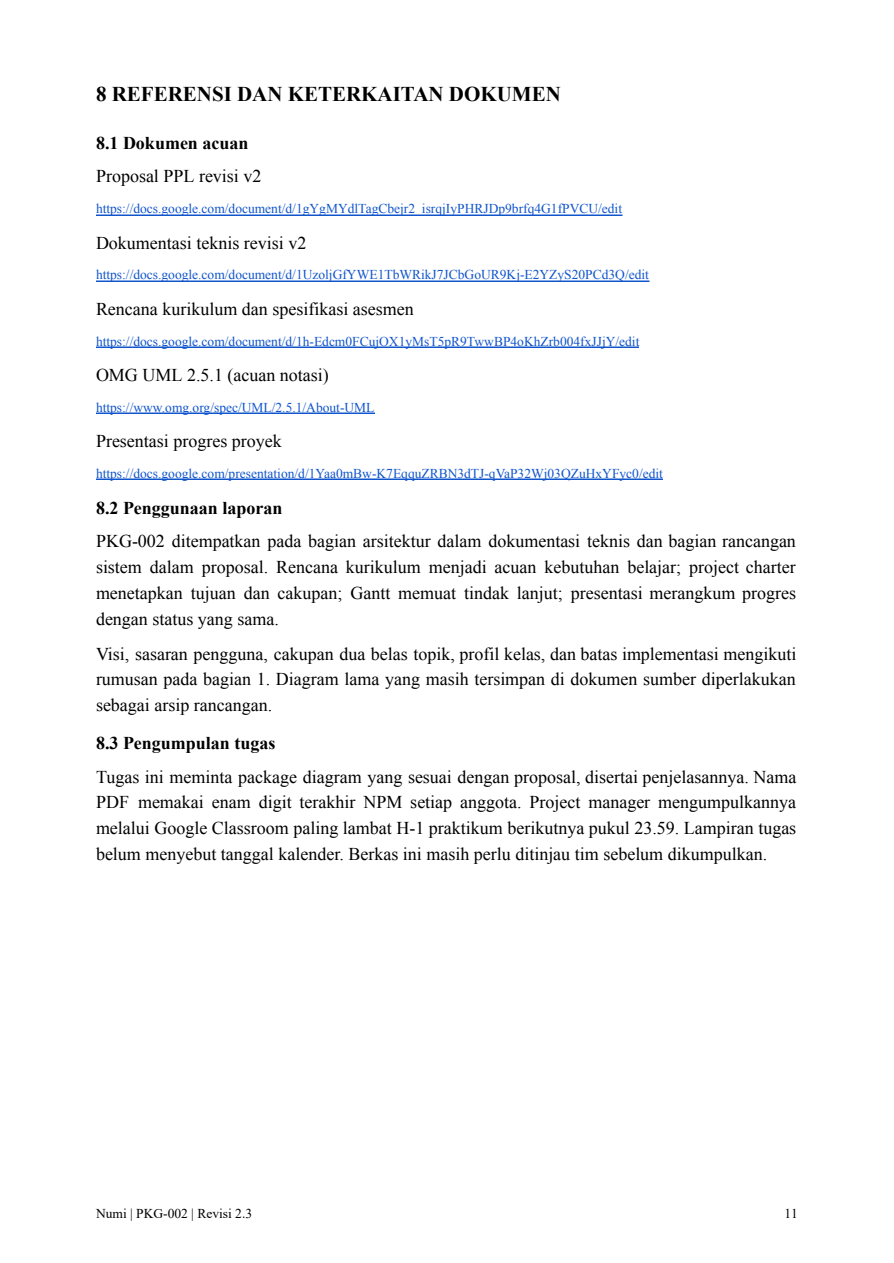 8 REFERENSI DAN KETERKAITAN DOKUMEN
8.1 Dokumen acuan
Proposal PPL revisi v2
https://docs.google.com/document/d/1gYgMYdlTagCbejr2_isrqjIvPHRJDp9brfq4G1fPVCU/edit
Dokumentasi teknis revisi v2
https://docs.google.com/document/d/1UzoljGfYWE1TbWRikJ7JCbGoUR9Kj-E2YZyS20PCd3Q/edit
Rencana kurikulum dan spesifikasi asesmen
https://docs.google.com/document/d/1h-Edcm0FCujOX1yMsT5pR9TwwBP4oKhZrb004fxJJjY/edit
OMG UML 2.5.1 (acuan notasi)
https://www.omg.org/spec/UML/2.5.1/About-UML
Presentasi progres proyek
https://docs.google.com/presentation/d/1Yaa0mBw-K7EqquZRBN3dTJ-qVaP32Wj03QZuHxYFyc0/edit
8.2 Penggunaan laporan
PKG-002 ditempatkan pada bagian arsitektur dalam dokumentasi teknis dan bagian rancangan
sistem dalam proposal. Rencana kurikulum menjadi acuan kebutuhan belajar; project charter
menetapkan tujuan dan cakupan; Gantt memuat tindak lanjut; presentasi merangkum progres
dengan status yang sama.
Visi, sasaran pengguna, cakupan dua belas topik, profil kelas, dan batas implementasi mengikuti
rumusan pada bagian 1. Diagram lama yang masih tersimpan di dokumen sumber diperlakukan
sebagai arsip rancangan.
8.3 Pengumpulan tugas
Tugas ini meminta package diagram yang sesuai dengan proposal, disertai penjelasannya. Nama
PDF memakai enam digit terakhir NPM setiap anggota. Project manager mengumpulkannya
melalui Google Classroom paling lambat H-1 praktikum berikutnya pukul 23.59. Lampiran tugas
belum menyebut tanggal kalender. Berkas ini masih perlu ditinjau tim sebelum dikumpulkan.
Numi | PKG-002 | Revisi 2.3
11